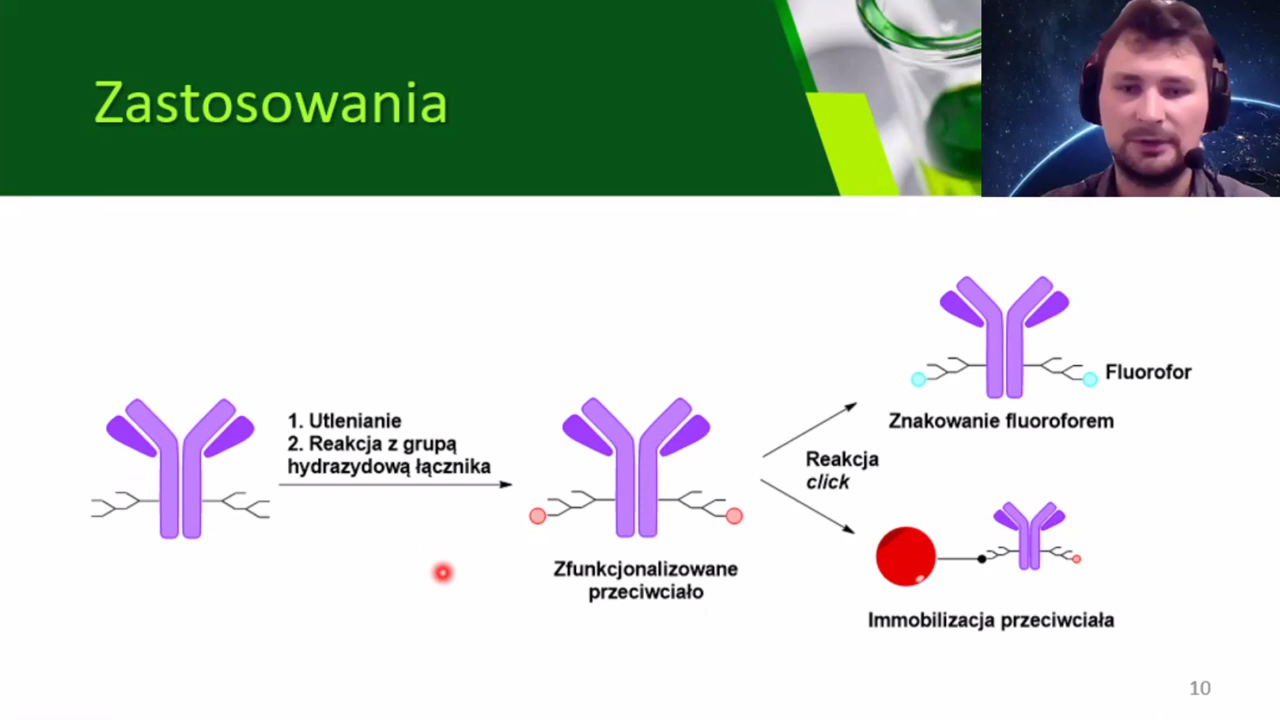 Zastosowania
1. Utlenianie
2. Reakcja z grupą
hydrazydową łącznika
Zfunkcjonalizowane
przeciwciało
Reakcja
click
Fluorofor
Znakowanie fluoroforem
Immobilizacja przeciwciała
10